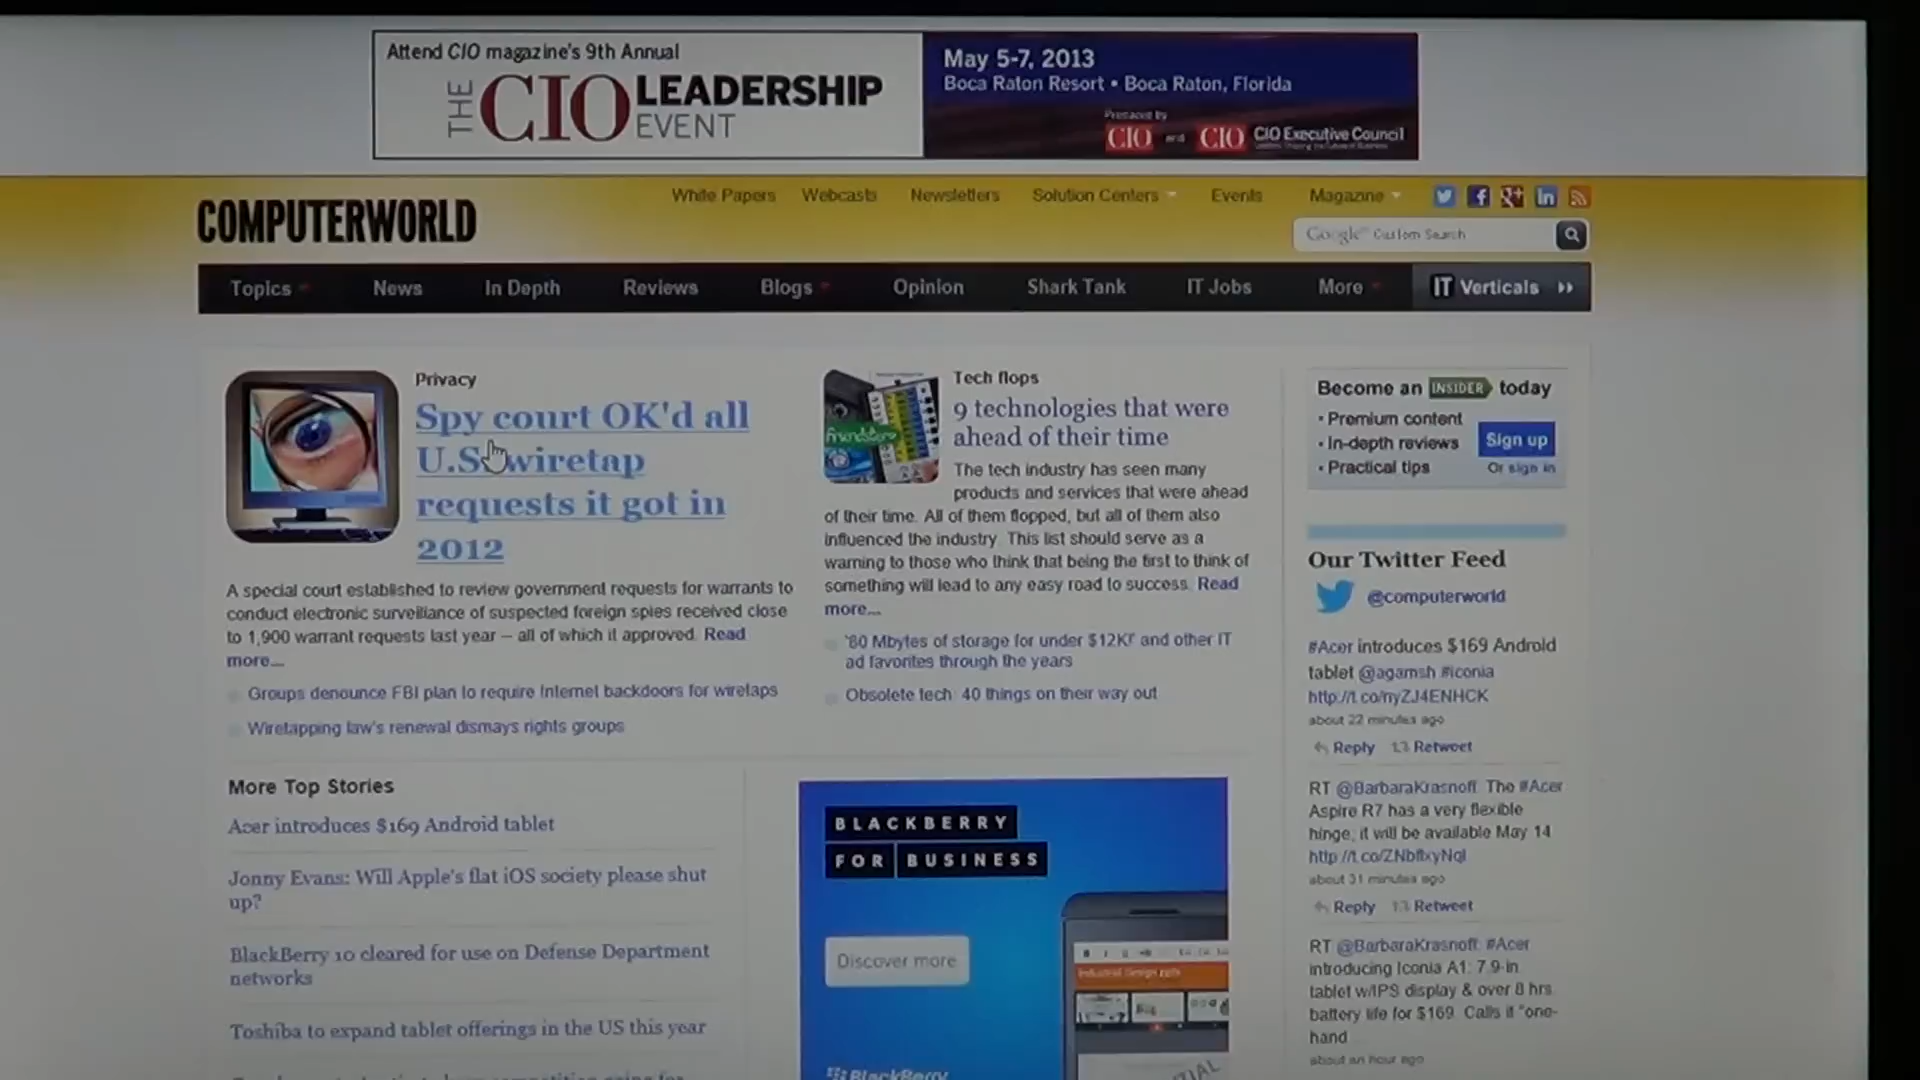 Attend CIO magazine's 9th Annual
THE CIO LEADERSHIP EVENT
May 5-7, 2013
Boca Raton Resort • Boca Raton, Florida
Produced by
CIO and CIO CIO Executive Council
COMPUTERWORLD
White Papers Webcasts Newsletters Solution Centers Events Magazine
Google Custom Search
Topics News In Depth Reviews Blogs Opinion Shark Tank IT Jobs More IT Verticals
Privacy
Spy court OK'd all
U.S. wiretap
requests it got in
2012
A special court established to review government requests for warrants to
conduct electronic surveillance of suspected foreign spies received close
to 1,900 warrant requests last year – all of which it approved. Read
more...
Groups denounce FBI plan to require Internet backdoors for wiretaps
Wiretapping law's renewal dismays rights groups
Tech flops
9 technologies that were
ahead of their time
The tech industry has seen many
products and services that were ahead
of their time. All of them flopped, but all of them also
influenced the industry. This list should serve as a
warning to those who think that being the first to think of
something will lead to any easy road to success. Read
more...
'80 Mbytes of storage for under $12K!' and other IT
ad favorites through the years
Obsolete tech: 40 things on their way out
Become an INSIDER today
• Premium content
• In-depth reviews
• Practical tips
Sign up
Or sign in
Our Twitter Feed
@computerworld
#Acer introduces $169 Android
tablet @agamsh #iconia
http://t.co/nyZJ4ENHCK
about 22 minutes ago
Reply Retweet
RT @BarbaraKrasnoff: The #Acer
Aspire R7 has a very flexible
hinge; it will be available May 14
http://t.co/ZNbflxyNql
about 31 minutes ago
Reply Retweet
RT @BarbaraKrasnoff: #Acer
introducing Iconia A1: 7.9-in.
tablet w/IPS display & over 8 hrs
battery life for $169. Calls it "one-
hand
about an hour ago
More Top Stories
Acer introduces $169 Android tablet
Jonny Evans: Will Apple's flat iOS society please shut
up?
BlackBerry 10 cleared for use on Defense Department
networks
Toshiba to expand tablet offerings in the US this year
BLACKBERRY
FOR BUSINESS
Discover more
Industrial Design.pptx
BlackBerry